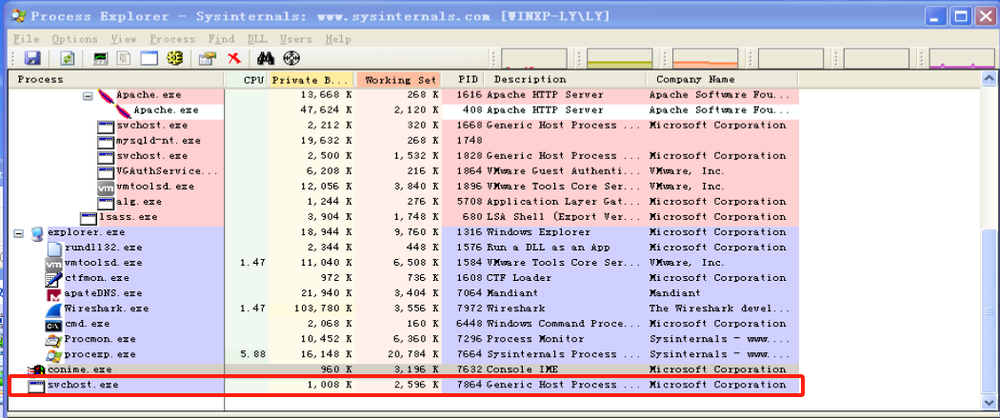 Process Explorer - Sysinternals: www.sysinternals.com [WINXP-LY\LY]
File Options View Process Find DLL Users Help
Process CPU Private B... Working Set PID Description Company Name
Apache.exe 13,668 K 268 K 1616 Apache HTTP Server Apache Software Fou...
Apache.exe 47,624 K 2,120 K 408 Apache HTTP Server Apache Software Fou...
svchost.exe 2,212 K 320 K 1668 Generic Host Process ... Microsoft Corporation
mysqld-nt.exe 19,632 K 268 K 1748
svchost.exe 2,500 K 1,532 K 1828 Generic Host Process ... Microsoft Corporation
VGAuthService... 6,208 K 216 K 1864 VMware Guest Authenti... VMware, Inc.
vm vmtoolsd.exe 12,056 K 3,840 K 1896 VMware Tools Core Ser... VMware, Inc.
alg.exe 1,244 K 276 K 5708 Application Layer Gat... Microsoft Corporation
lsass.exe 3,904 K 1,748 K 680 LSA Shell (Export Ver... Microsoft Corporation
explorer.exe 18,944 K 9,760 K 1316 Windows Explorer Microsoft Corporation
rundll32.exe 2,344 K 448 K 1576 Run a DLL as an App Microsoft Corporation
vm vmtoolsd.exe 1.47 11,040 K 6,508 K 1584 VMware Tools Core Ser... VMware, Inc.
ctfmon.exe 972 K 736 K 1608 CTF Loader Microsoft Corporation
apateDNS.exe 21,940 K 3,404 K 7064 Mandiant Mandiant
Wireshark.exe 1.47 103,780 K 3,556 K 7972 Wireshark The Wireshark devel...
cmd.exe 2,068 K 160 K 6448 Windows Command Proce... Microsoft Corporation
Procmon.exe 10,452 K 6,360 K 7296 Process Monitor Sysinternals - www....
procexp.exe 5.88 16,148 K 20,784 K 7664 Sysinternals Process ... Sysinternals - www....
conime.exe 960 K 3,196 K 7632 Console IME Microsoft Corporation
svchost.exe 1,008 K 2,596 K 7864 Generic Host Process ... Microsoft Corporation